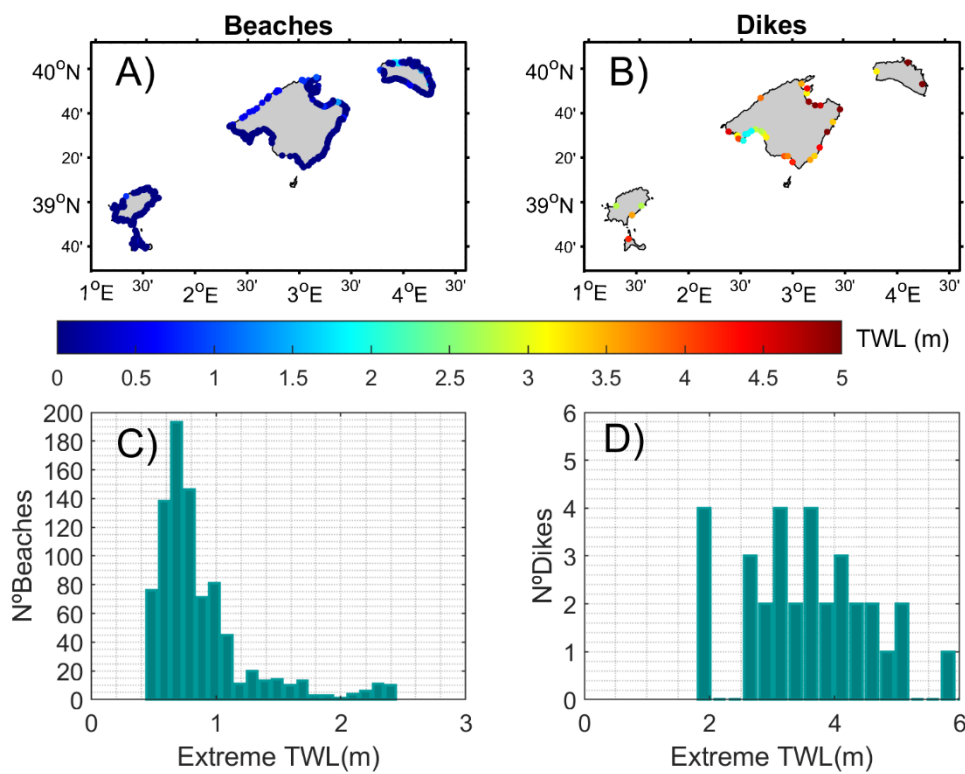 Beaches
Dikes
A)
B)
40°N
40'
20'
39°N
40'
1°E 30' 2°E 30' 3°E 30' 4°E 30'
40°N
40'
20'
39°N
40'
1°E 30' 2°E 30' 3°E 30' 4°E 30'
TWL (m)
0 0.5 1 1.5 2 2.5 3 3.5 4 4.5 5
C)
NºBeaches
200
180
160
140
120
100
80
60
40
20
0
0 1 2 3
Extreme TWL(m)
D)
NºDikes
6
5
4
3
2
1
0
0 2 4 6
Extreme TWL(m)